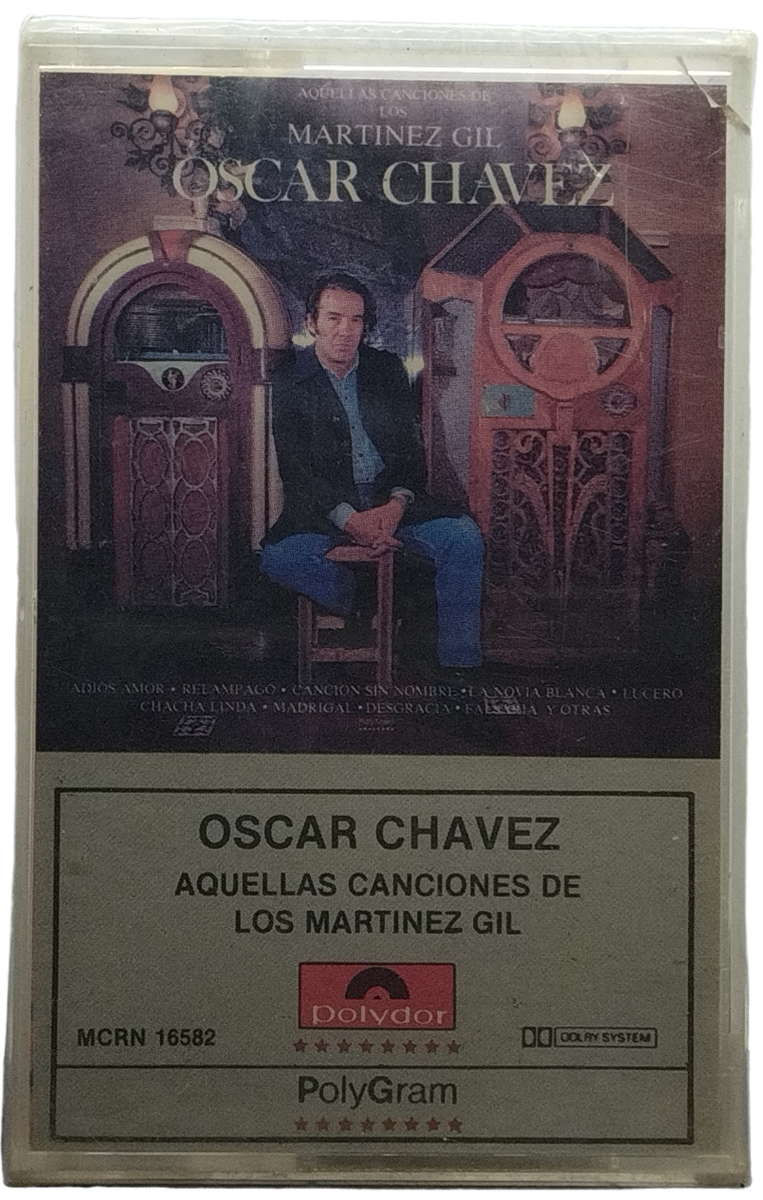 AQUELLAS CANCIONES DE
LOS
MARTINEZ GIL
OSCAR CHAVEZ
ADIOS AMOR • RELAMPAGO • CANCION SIN NOMBRE • LA NOVIA BLANCA • LUCERO
CHACHA LINDA • MADRIGAL • DESGRACIA • FALSARIA Y OTRAS
OSCAR CHAVEZ
AQUELLAS CANCIONES DE
LOS MARTINEZ GIL
polydor
MCRN 16582
DOLBY SYSTEM
PolyGram